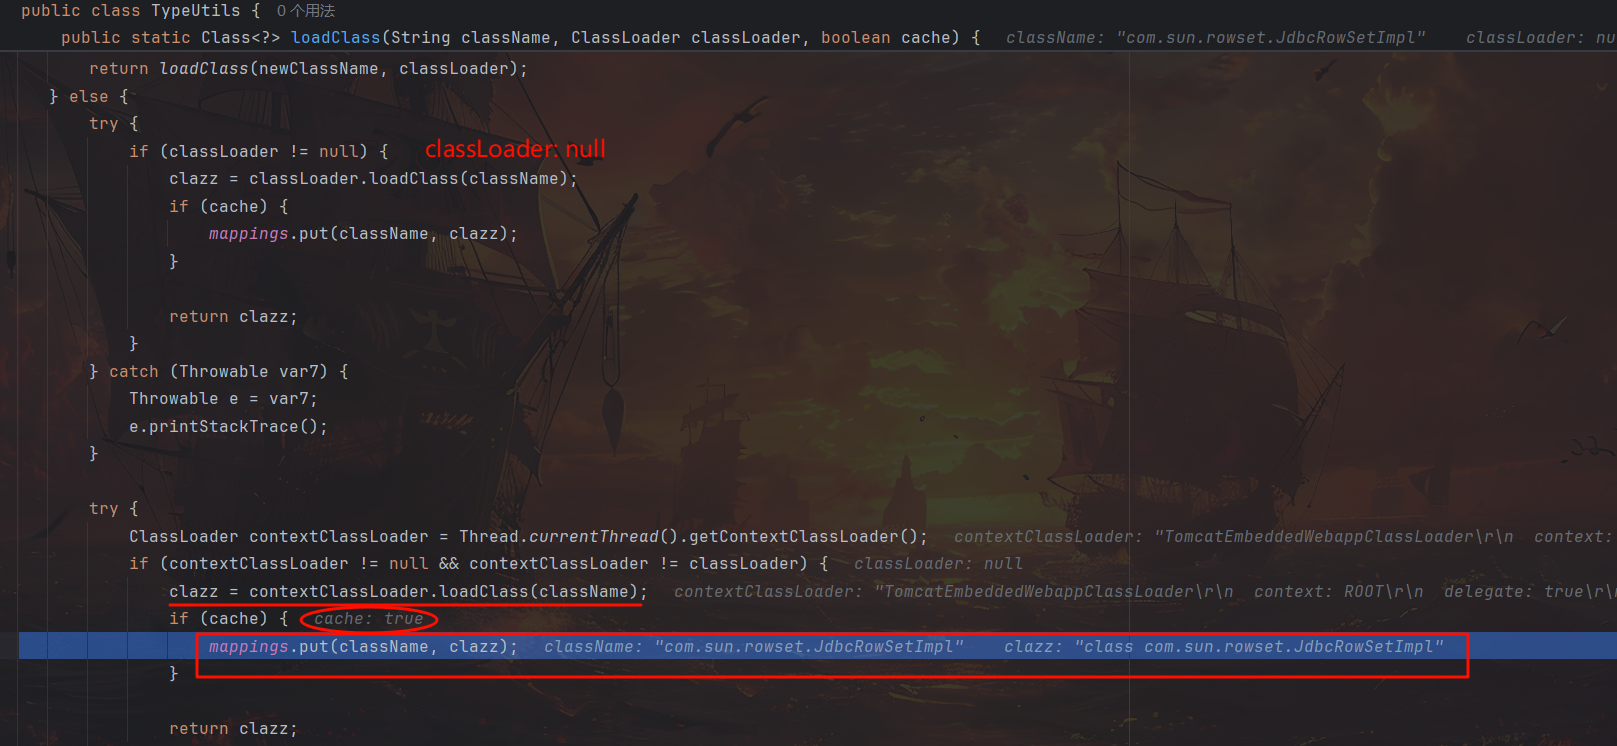 public class TypeUtils {  0 个用法
public static Class<?> loadClass(String className, ClassLoader classLoader, boolean cache) {  className: "com.sun.rowset.JdbcRowSetImpl"  classLoader: nu
return loadClass(newClassName, classLoader);
} else {
try {
if (classLoader != null) {  classLoader: null
clazz = classLoader.loadClass(className);
if (cache) {
mappings.put(className, clazz);
}
return clazz;
}
} catch (Throwable var7) {
Throwable e = var7;
e.printStackTrace();
}
try {
ClassLoader contextClassLoader = Thread.currentThread().getContextClassLoader();  contextClassLoader: "TomcatEmbeddedWebappClassLoader\r\n  context:
if (contextClassLoader != null && contextClassLoader != classLoader) {  classLoader: null
clazz = contextClassLoader.loadClass(className);  contextClassLoader: "TomcatEmbeddedWebappClassLoader\r\n  context: ROOT\r\n  delegate: true\r\
if (cache) {  cache: true
mappings.put(className, clazz);  className: "com.sun.rowset.JdbcRowSetImpl"  clazz: "class com.sun.rowset.JdbcRowSetImpl"
}
return clazz;